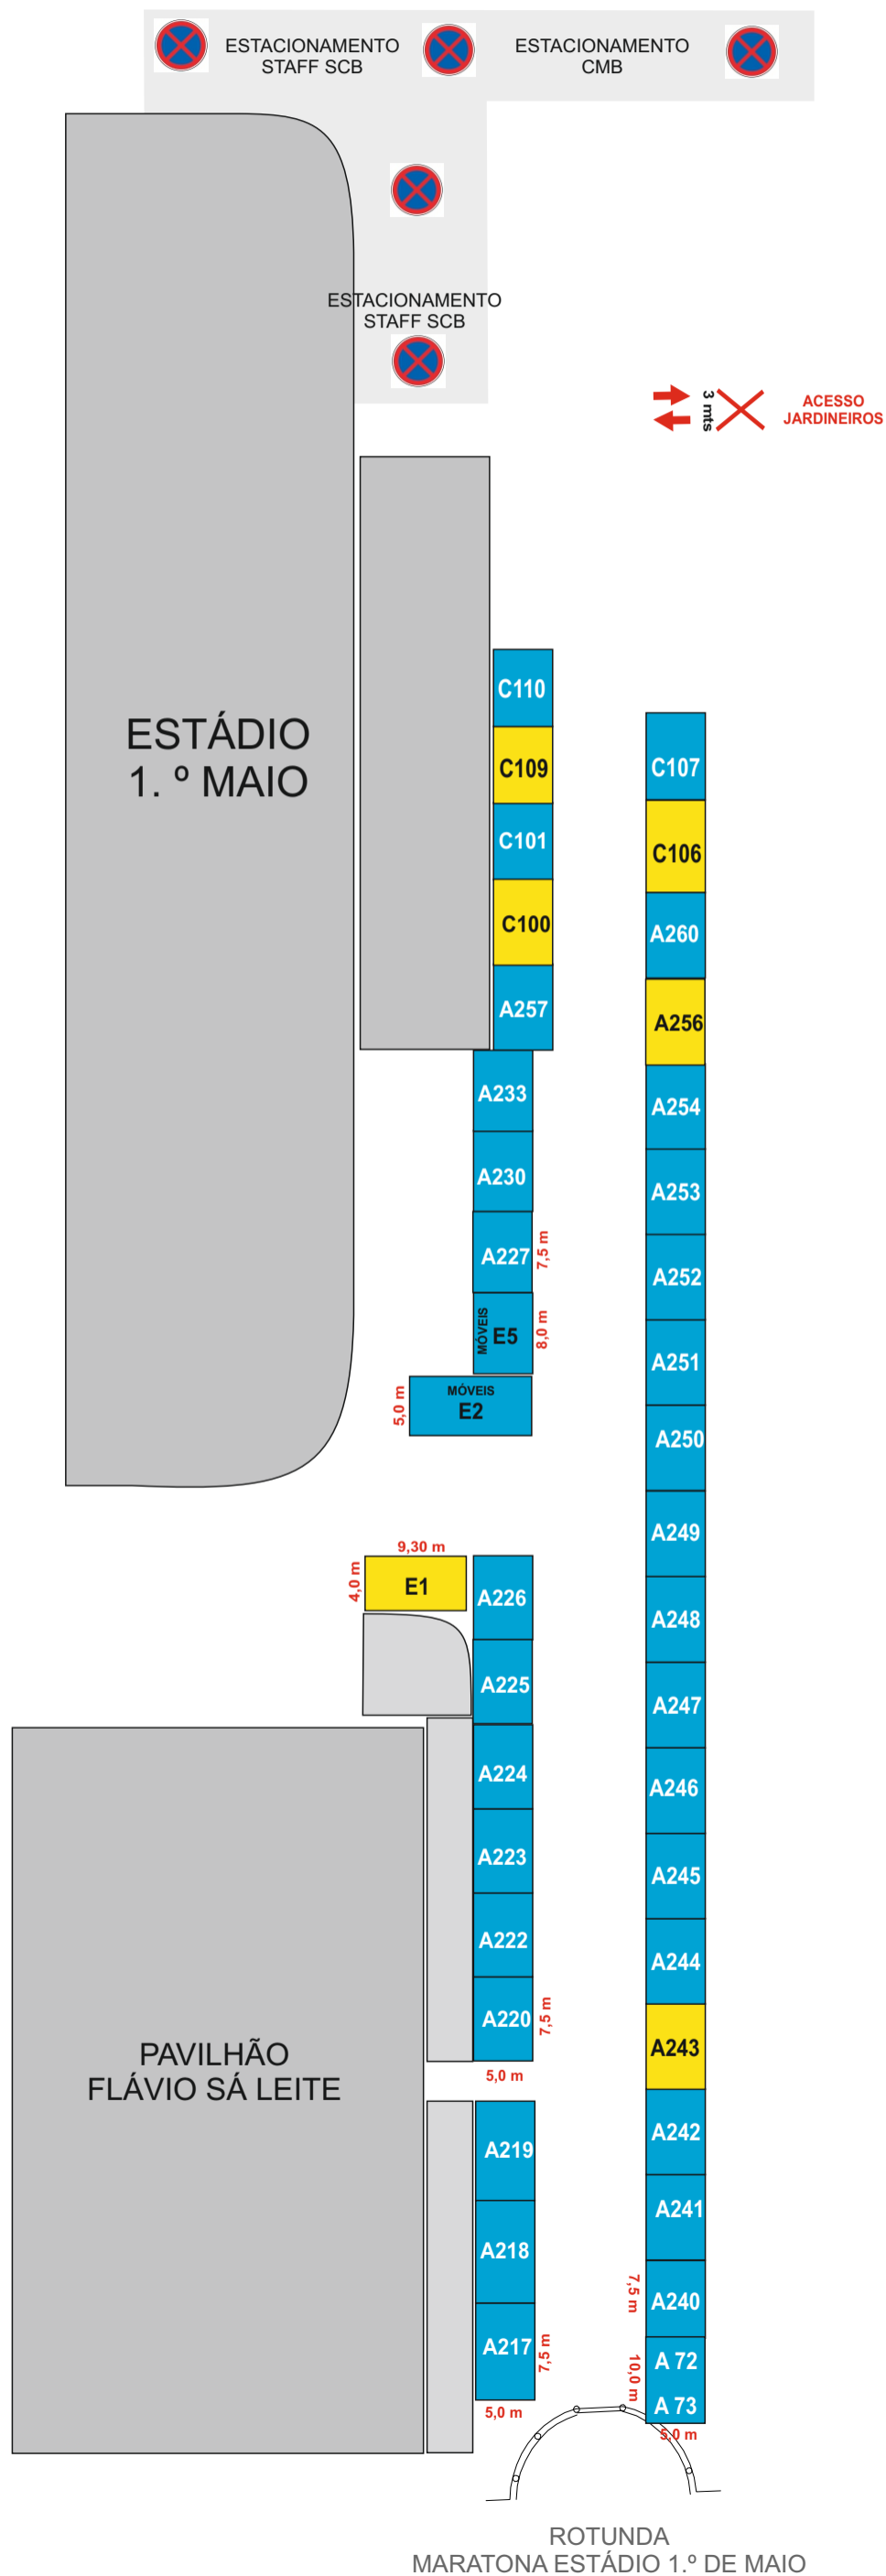 ESTACIONAMENTO
STAFF SCB
ESTACIONAMENTO
CMB
ESTACIONAMENTO
STAFF SCB
3 mts
ACESSO
JARDINEIROS
ESTÁDIO
1. º MAIO
C110
C109
C101
C100
A257
A233
A230
A227
7,5 m
MÓVEIS
E5
8,0 m
MÓVEIS
E2
5,0 m
9,30 m
4,0 m
E1
A226
A225
A224
A223
A222
A220
7,5 m
5,0 m
PAVILHÃO
FLÁVIO SÁ LEITE
A219
A218
A217
7,5 m
5,0 m
C107
C106
A260
A256
A254
A253
A252
A251
A250
A249
A248
A247
A246
A245
A244
A243
A242
A241
A240
7,5 m
A 72
10,0 m
A 73
5,0 m
ROTUNDA
MARATONA ESTÁDIO 1.º DE MAIO